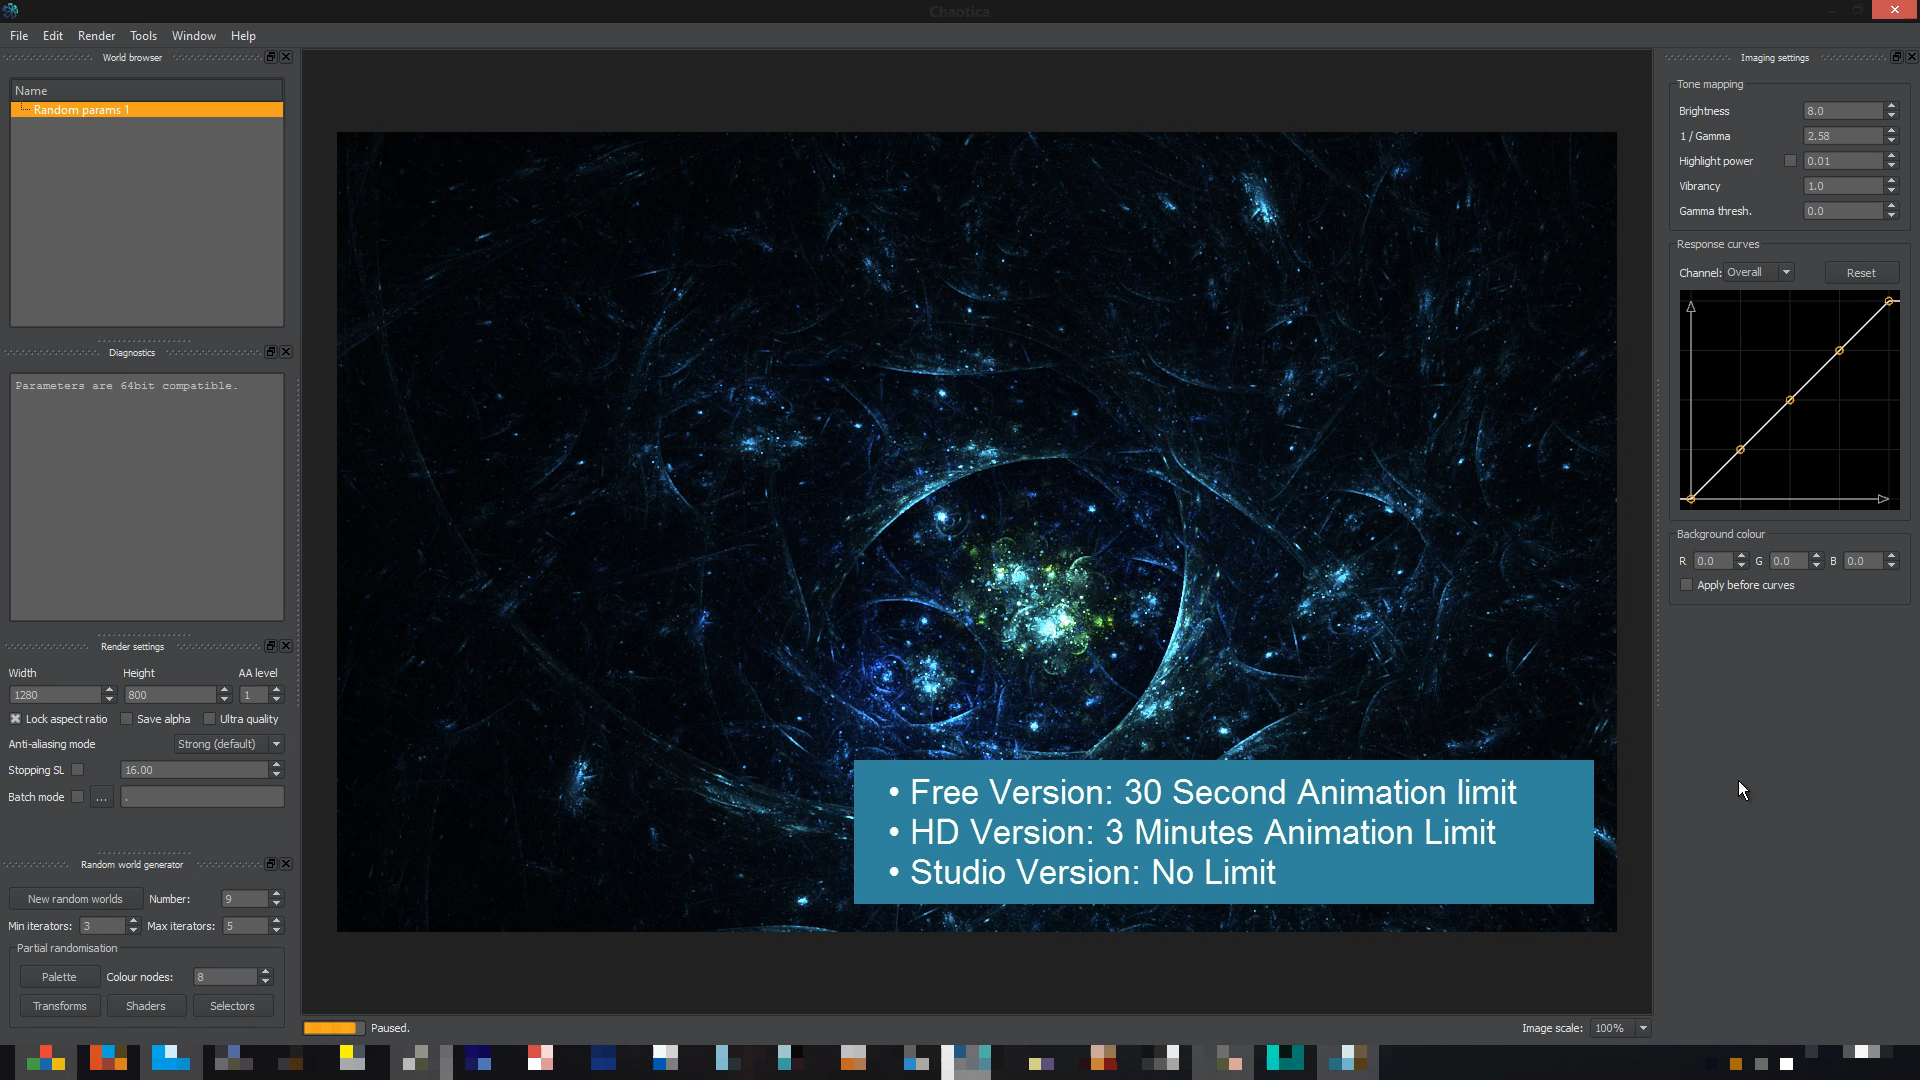 Chaotica
File Edit Render Tools Window Help
World browser
Name
Random params 1
Diagnostics
Parameters are 64bit compatible.
Render settings
Width Height AA level
1280 800 1
Lock aspect ratio Save alpha Ultra quality
Anti-aliasing mode Strong (default)
Stopping SL 16.00
Batch mode ... .
Random world generator
New random worlds Number: 9
Min iterators: 3 Max iterators: 5
Partial randomisation
Palette Colour nodes: 8
Transforms Shaders Selectors
• Free Version: 30 Second Animation limit
• HD Version: 3 Minutes Animation Limit
• Studio Version: No Limit
Paused.
Image scale: 100%
Imaging settings
Tone mapping
Brightness 8.0
1 / Gamma 2.58
Highlight power 0.01
Vibrancy 1.0
Gamma thresh. 0.0
Response curves
Channel: Overall Reset
Background colour
R 0.0 G 0.0 B 0.0
Apply before curves